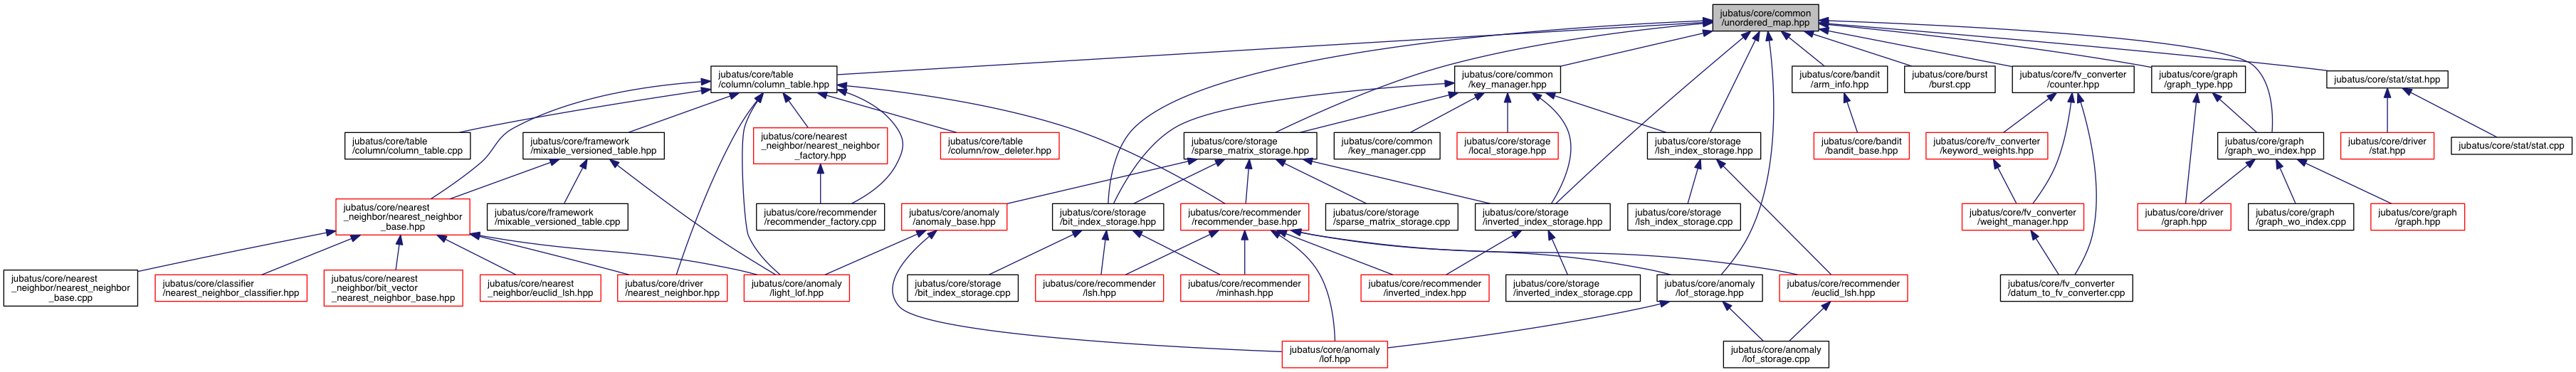 jubatus/core/common
/unordered_map.hpp
jubatus/core/table
/column/column_table.hpp
jubatus/core/common
/key_manager.hpp
jubatus/core/bandit
/arm_info.hpp
jubatus/core/burst
/burst.cpp
jubatus/core/fv_converter
/counter.hpp
jubatus/core/graph
/graph_type.hpp
jubatus/core/stat/stat.hpp
jubatus/core/table
/column/column_table.cpp
jubatus/core/framework
/mixable_versioned_table.hpp
jubatus/core/nearest
_neighbor/nearest_neighbor
_factory.hpp
jubatus/core/table
/column/row_deleter.hpp
jubatus/core/storage
/sparse_matrix_storage.hpp
jubatus/core/common
/key_manager.cpp
jubatus/core/storage
/local_storage.hpp
jubatus/core/storage
/lsh_index_storage.hpp
jubatus/core/bandit
/bandit_base.hpp
jubatus/core/fv_converter
/keyword_weights.hpp
jubatus/core/graph
/graph_wo_index.hpp
jubatus/core/driver
/stat.hpp
jubatus/core/stat/stat.cpp
jubatus/core/nearest
_neighbor/nearest_neighbor
_base.hpp
jubatus/core/framework
/mixable_versioned_table.cpp
jubatus/core/recommender
/recommender_factory.cpp
jubatus/core/anomaly
/anomaly_base.hpp
jubatus/core/storage
/bit_index_storage.hpp
jubatus/core/recommender
/recommender_base.hpp
jubatus/core/storage
/sparse_matrix_storage.cpp
jubatus/core/storage
/inverted_index_storage.hpp
jubatus/core/storage
/lsh_index_storage.cpp
jubatus/core/fv_converter
/weight_manager.hpp
jubatus/core/driver
/graph.hpp
jubatus/core/graph
/graph_wo_index.cpp
jubatus/core/graph
/graph.hpp
jubatus/core/nearest
_neighbor/nearest_neighbor
_base.cpp
jubatus/core/classifier
/nearest_neighbor_classifier.hpp
jubatus/core/nearest
_neighbor/bit_vector
_nearest_neighbor_base.hpp
jubatus/core/nearest
_neighbor/euclid_lsh.hpp
jubatus/core/driver
/nearest_neighbor.hpp
jubatus/core/anomaly
/light_lof.hpp
jubatus/core/storage
/bit_index_storage.cpp
jubatus/core/recommender
/lsh.hpp
jubatus/core/recommender
/minhash.hpp
jubatus/core/recommender
/inverted_index.hpp
jubatus/core/storage
/inverted_index_storage.cpp
jubatus/core/anomaly
/lof_storage.hpp
jubatus/core/recommender
/euclid_lsh.hpp
jubatus/core/fv_converter
/datum_to_fv_converter.cpp
jubatus/core/anomaly
/lof.hpp
jubatus/core/anomaly
/lof_storage.cpp